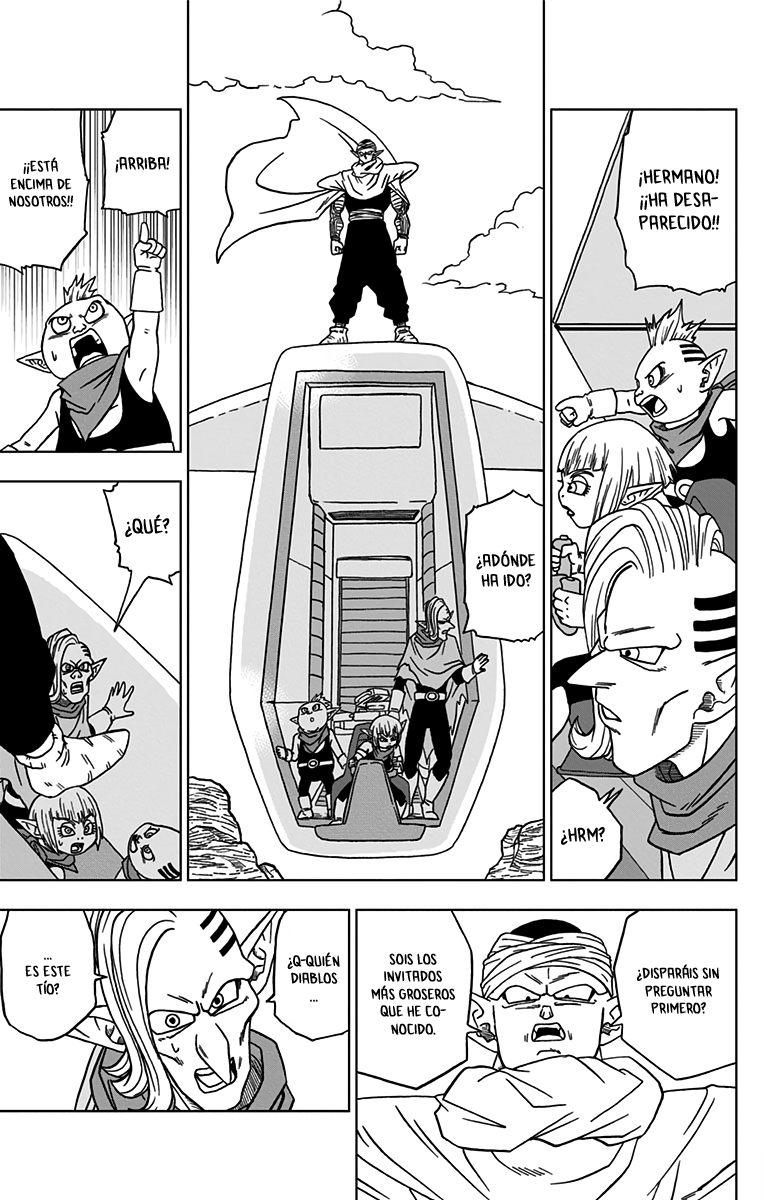 ¡HERMANO!
¡¡HA DESA-
PARECIDO!!
¿HRM?
¿ADÓNDE
HA IDO?
¡ARRIBA!
¡¡ESTÁ
ENCIMA DE
NOSOTROS!!
¿QUÉ?
¿DISPARÁIS SIN
PREGUNTAR
PRIMERO?
SOIS LOS
INVITADOS
MÁS GROSEROS
QUE HE CO-
NOCIDO.
¿Q-QUIÉN
DIABLOS
...
...
ES ESTE
TÍO?